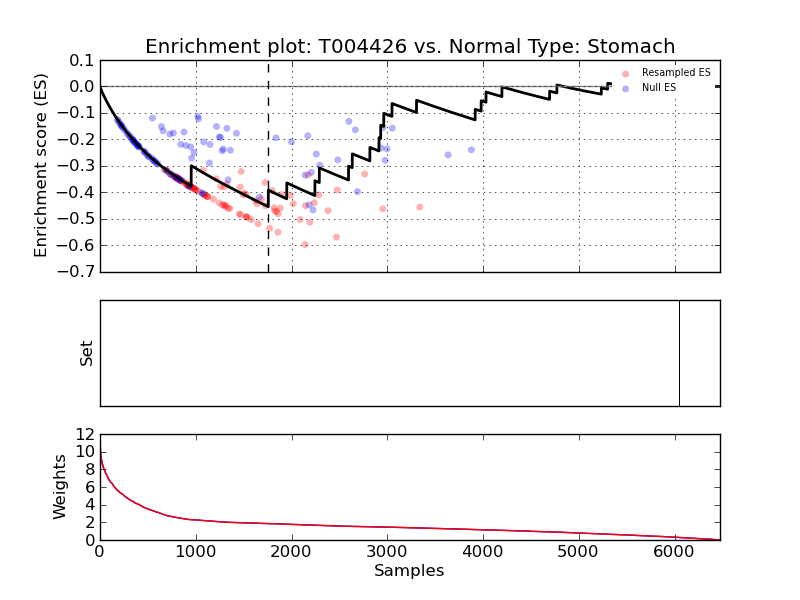 Enrichment plot: T004426 vs. Normal Type: Stomach
Enrichment score (ES)
0.1
0.0
−0.1
−0.2
−0.3
−0.4
−0.5
−0.6
−0.7
Resampled ES
Null ES
Set
Weights
12
10
8
6
4
2
0
0 1000 2000 3000 4000 5000 6000
Samples